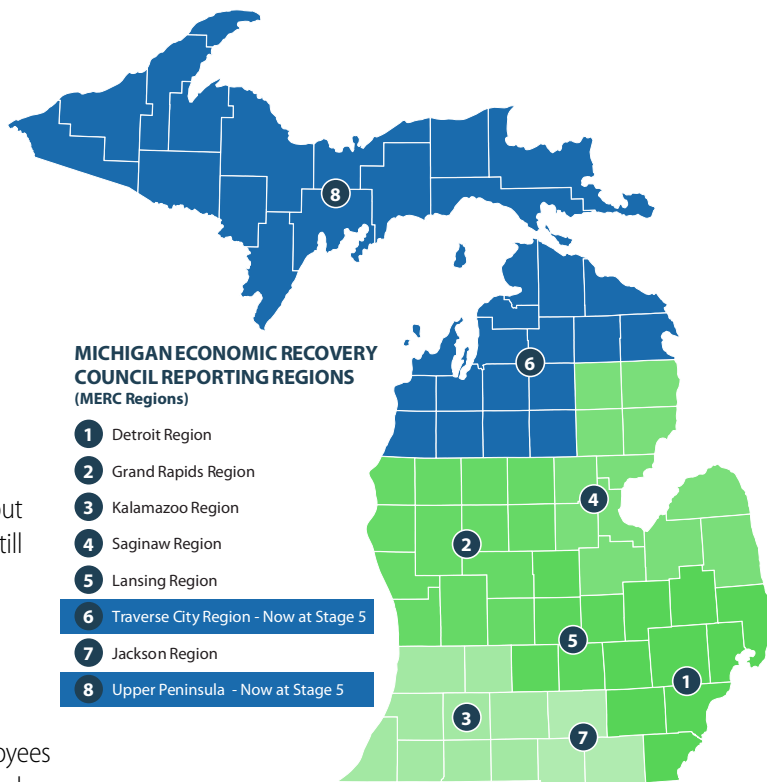 8
MICHIGAN ECONOMIC RECOVERY
COUNCIL REPORTING REGIONS
(MERC Regions)
6
1 Detroit Region
2 Grand Rapids Region
3 Kalamazoo Region
4 Saginaw Region
5 Lansing Region
6 Traverse City Region - Now at Stage 5
7 Jackson Region
8 Upper Peninsula - Now at Stage 5
4
2
5
1
3
7